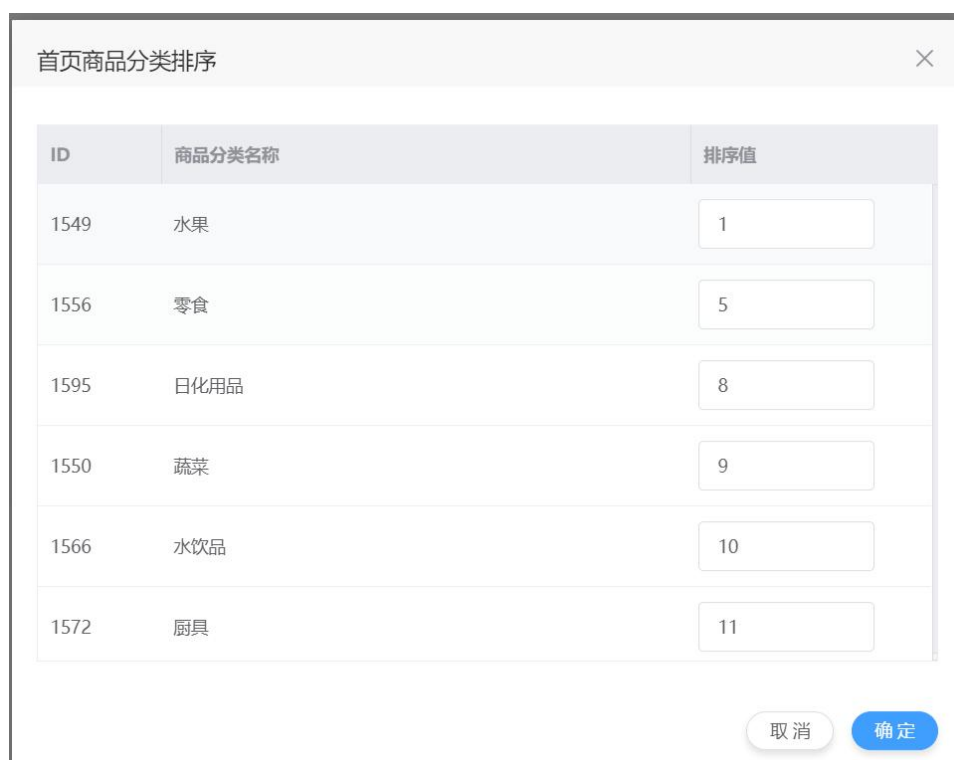 首页商品分类排序
ID 商品分类名称 排序值
1549 水果 1
1556 零食 5
1595 日化用品 8
1550 蔬菜 9
1566 水饮品 10
1572 厨具 11
取消 确定